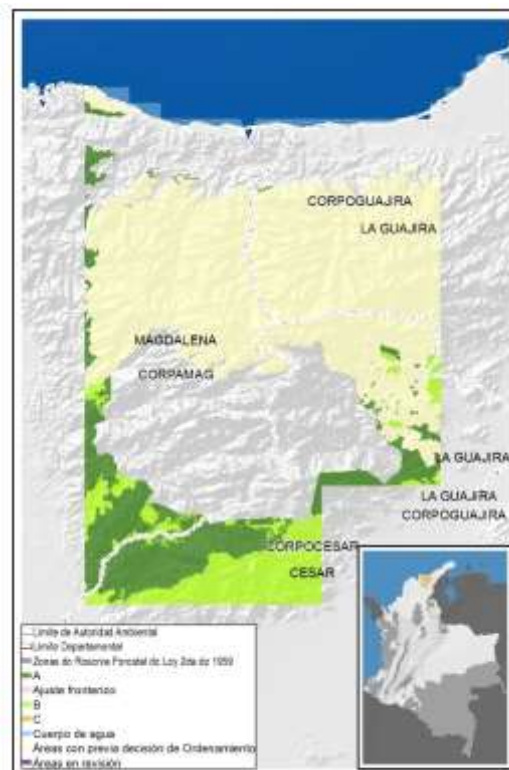 CORPOGUAJIRA
LA GUAJIRA
MAGDALENA
CORPAMAG
LA GUAJIRA
LA GUAJIRA
CORPOGUAJIRA
CORPOCESAR
CESAR
Límite de Autoridad Ambiental
Límite Departamental
Zonas de Reserva Forestal de Ley 2da de 1959
A
Ajuste fronterico
B
C
Cuerpo de agua
Áreas con previa decisión de Ordenamiento
Áreas en revisión